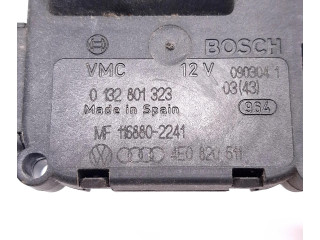 BOSCH
VMC 12 V 090304 1
0 132 801 323 03(43)
Made in Spain 964
MF 116880-2241
4E0 820 511